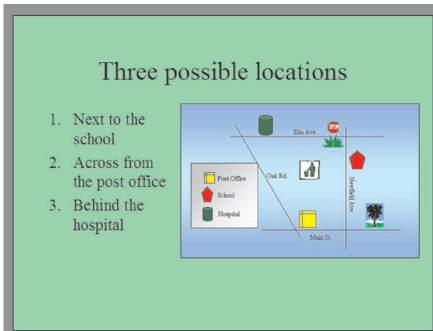 Three possible locations
1. Next to the
school
2. Across from
the post office
3. Behind the
hospital
STOP
Elm Ave.
Oak Rd.
Newfield Ave.
Main St.
Post Office
School
Hospital